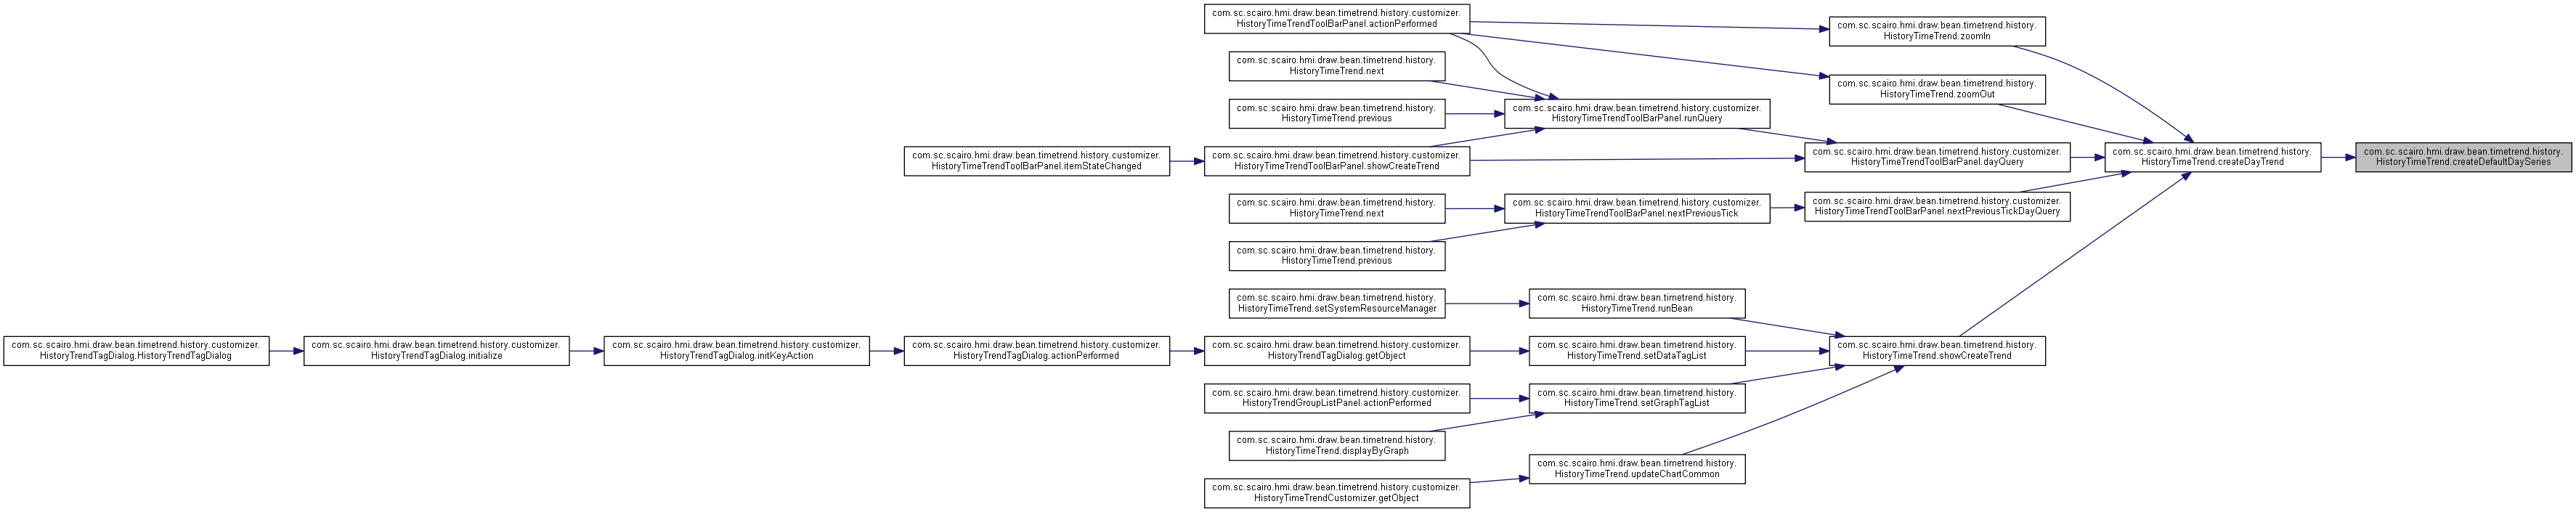 com.sc.scairo.hmi.draw.bean.timetrend.history.customizer.
HistoryTimeTrendToolBarPanel.actionPerformed
com.sc.scairo.hmi.draw.bean.timetrend.history.
HistoryTimeTrend.zoomIn
com.sc.scairo.hmi.draw.bean.timetrend.history.
HistoryTimeTrend.next
com.sc.scairo.hmi.draw.bean.timetrend.history.
HistoryTimeTrend.zoomOut
com.sc.scairo.hmi.draw.bean.timetrend.history.
HistoryTimeTrend.previous
com.sc.scairo.hmi.draw.bean.timetrend.history.customizer.
HistoryTimeTrendToolBarPanel.runQuery
com.sc.scairo.hmi.draw.bean.timetrend.history.customizer.
HistoryTimeTrendToolBarPanel.itemStateChanged
com.sc.scairo.hmi.draw.bean.timetrend.history.customizer.
HistoryTimeTrendToolBarPanel.showCreateTrend
com.sc.scairo.hmi.draw.bean.timetrend.history.customizer.
HistoryTimeTrendToolBarPanel.dayQuery
com.sc.scairo.hmi.draw.bean.timetrend.history.
HistoryTimeTrend.createDayTrend
com.sc.scairo.hmi.draw.bean.timetrend.history.
HistoryTimeTrend.createDefaultDaySeries
com.sc.scairo.hmi.draw.bean.timetrend.history.
HistoryTimeTrend.next
com.sc.scairo.hmi.draw.bean.timetrend.history.customizer.
HistoryTimeTrendToolBarPanel.nextPreviousTick
com.sc.scairo.hmi.draw.bean.timetrend.history.customizer.
HistoryTimeTrendToolBarPanel.nextPreviousTickDayQuery
com.sc.scairo.hmi.draw.bean.timetrend.history.
HistoryTimeTrend.previous
com.sc.scairo.hmi.draw.bean.timetrend.history.
HistoryTimeTrend.setSystemResourceManager
com.sc.scairo.hmi.draw.bean.timetrend.history.
HistoryTimeTrend.runBean
com.sc.scairo.hmi.draw.bean.timetrend.history.customizer.
HistoryTrendTagDialog.HistoryTrendTagDialog
com.sc.scairo.hmi.draw.bean.timetrend.history.customizer.
HistoryTrendTagDialog.initialize
com.sc.scairo.hmi.draw.bean.timetrend.history.customizer.
HistoryTrendTagDialog.initKeyAction
com.sc.scairo.hmi.draw.bean.timetrend.history.customizer.
HistoryTrendTagDialog.actionPerformed
com.sc.scairo.hmi.draw.bean.timetrend.history.customizer.
HistoryTrendTagDialog.getObject
com.sc.scairo.hmi.draw.bean.timetrend.history.
HistoryTimeTrend.setDataTagList
com.sc.scairo.hmi.draw.bean.timetrend.history.
HistoryTimeTrend.showCreateTrend
com.sc.scairo.hmi.draw.bean.timetrend.history.customizer.
HistoryTrendGroupListPanel.actionPerformed
com.sc.scairo.hmi.draw.bean.timetrend.history.
HistoryTimeTrend.setGraphTagList
com.sc.scairo.hmi.draw.bean.timetrend.history.
HistoryTimeTrend.displayByGraph
com.sc.scairo.hmi.draw.bean.timetrend.history.
HistoryTimeTrend.updateChartCommon
com.sc.scairo.hmi.draw.bean.timetrend.history.customizer.
HistoryTimeTrendCustomizer.getObject